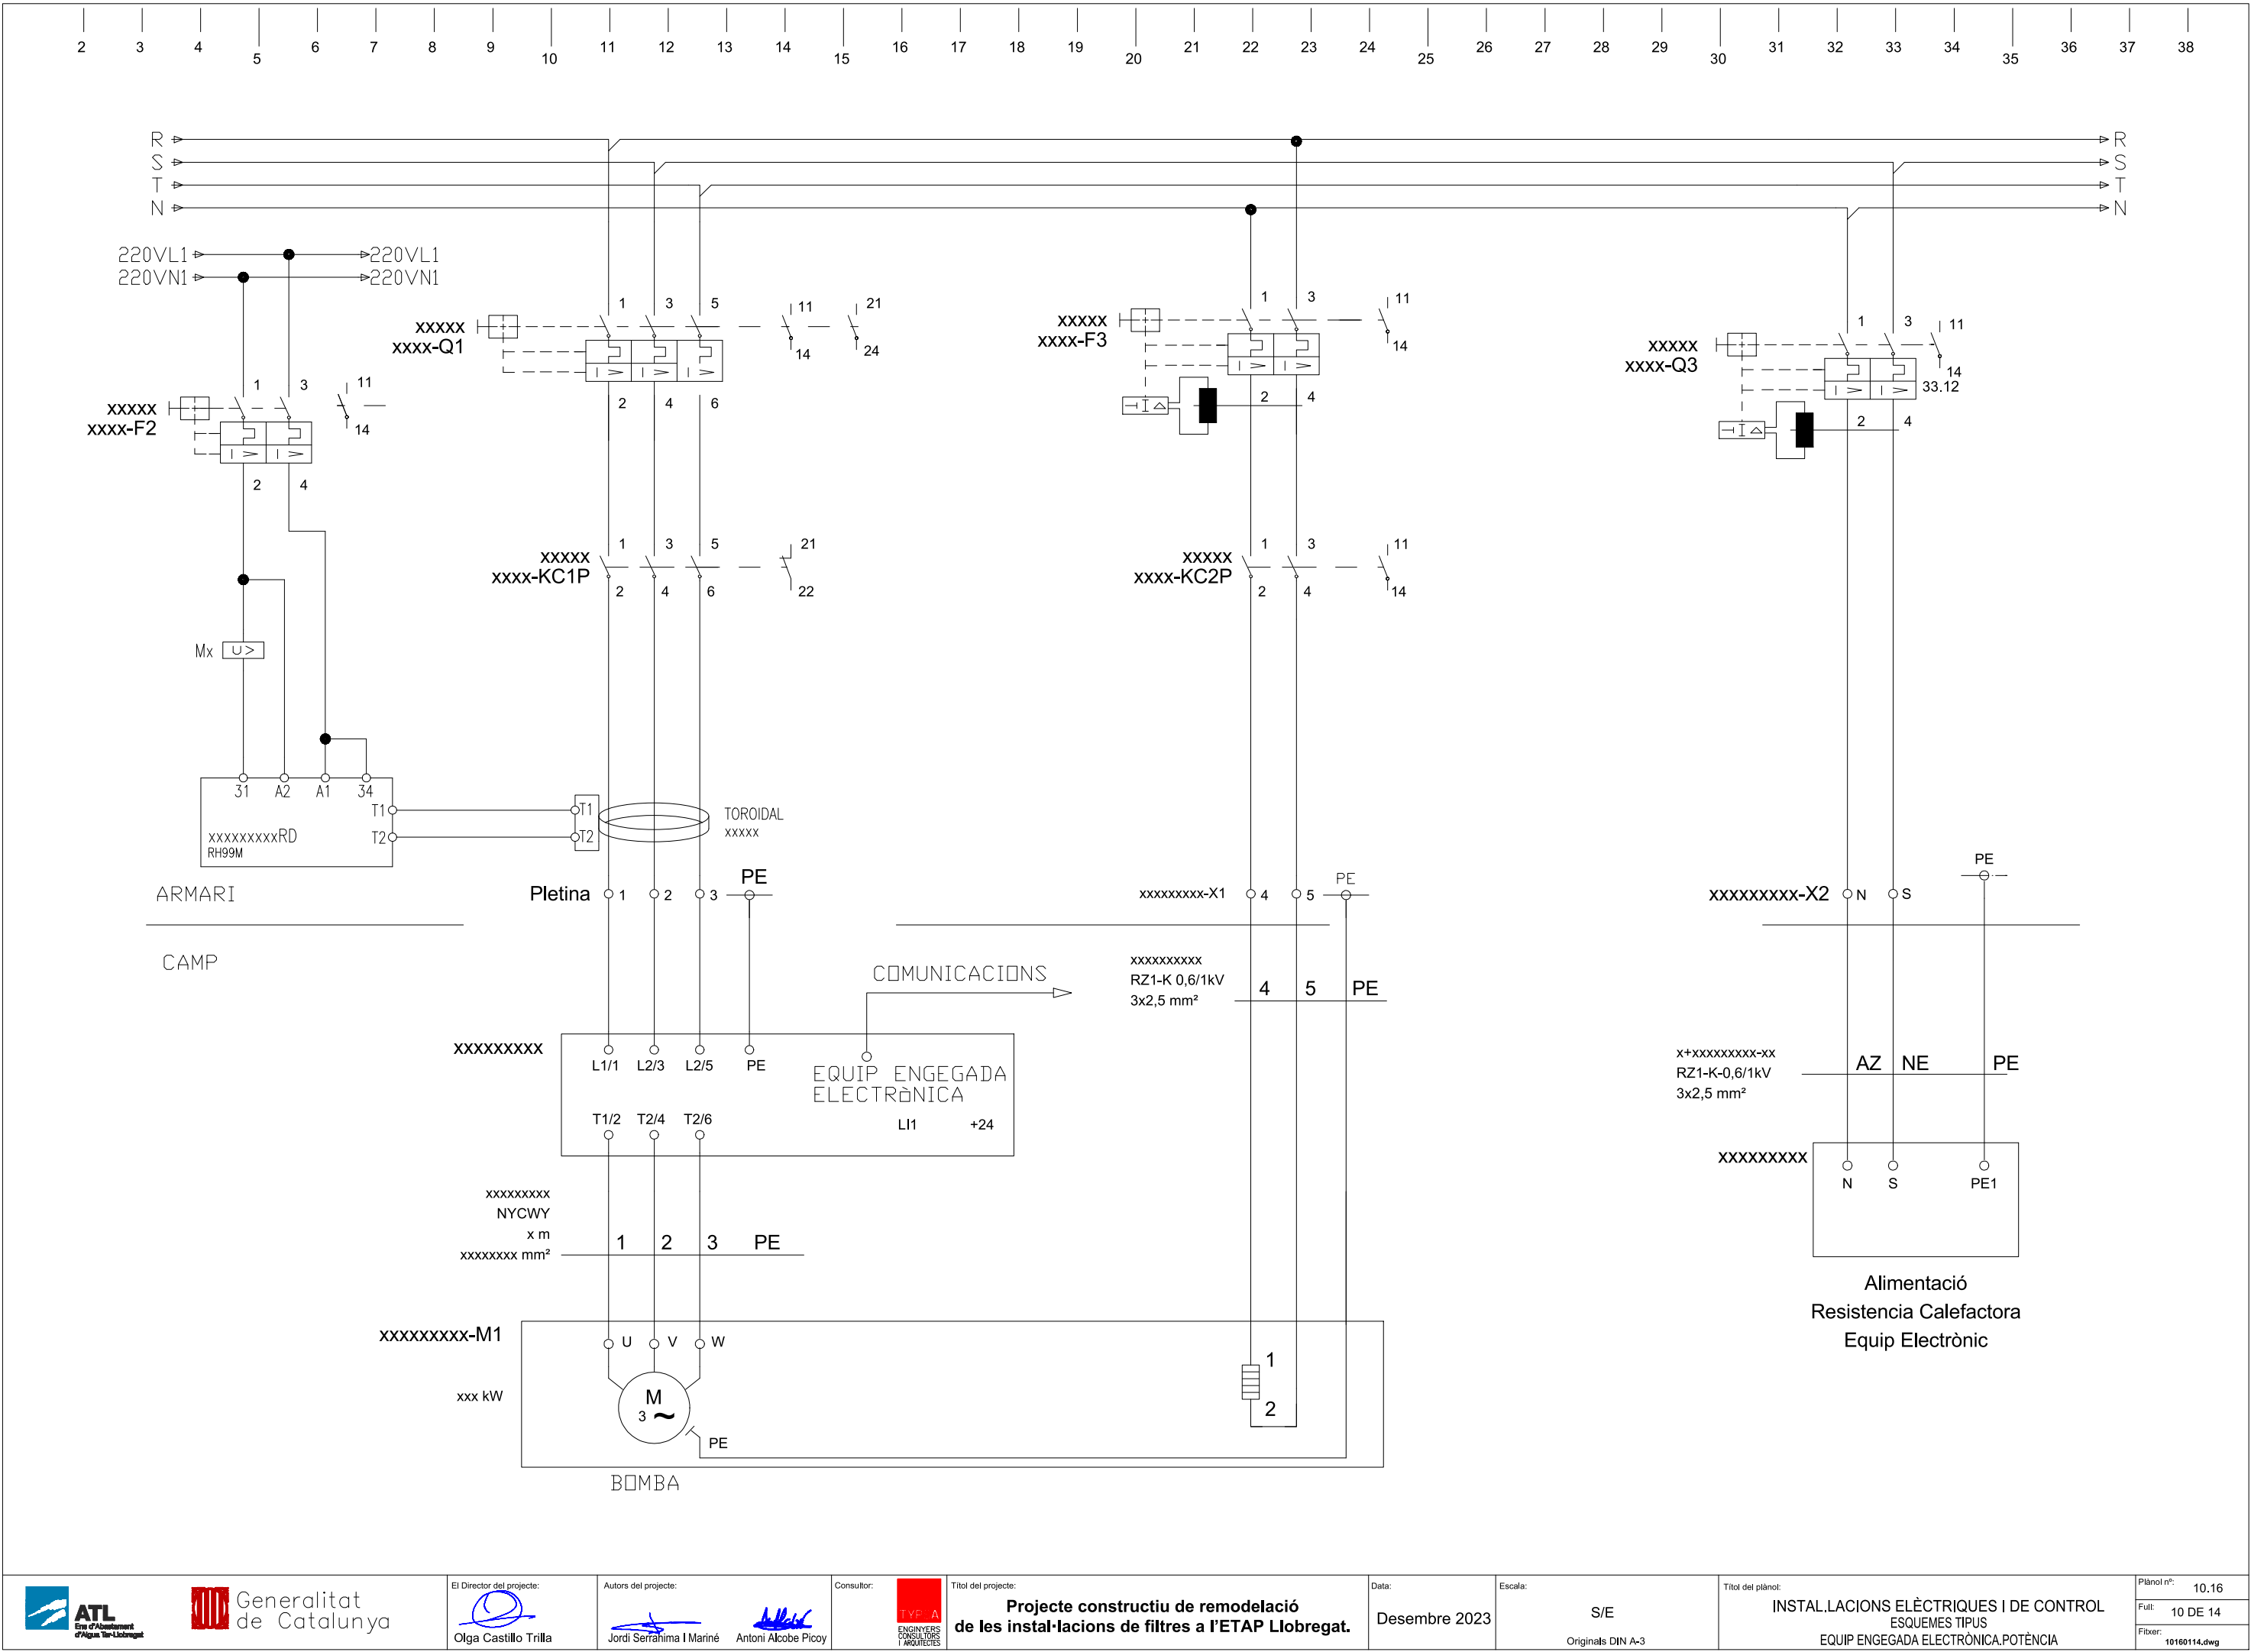 2 3 4 5 6 7 8 9 10 11 12 13 14 15 16 17 18 19 20 21 22 23 24 25 26 27 28 29 30 31 32 33 34 35 36 37 38
R R
S S
T T
N N
220VL1 220VL1
220VN1 220VN1
xxxxx
xxxx-F2
1 3 11
14
2 4
xxxxx
xxxx-Q1
1 3 5 11 21
14 24
2 4 6
xxxxx
xxxx-F3
1 3 11
14
2 4
xxxxx
xxxx-Q3
1 3 11
14
33.12
2 4
xxxxx
xxxx-KC1P
1 3 5 21
2 4 6 22
xxxxx
xxxx-KC2P
1 3 11
2 4 14
Mx U>
31 A2 A1 34
T1 T1
T2 T2
xxxxxxxxxRD
RH99M
TOROIDAL
xxxxx
ARMARI
CAMP
Pletina 1 2 3 PE
xxxxxxxxx-X1 4 5 PE
xxxxxxxxx-X2 N S PE
COMUNICACIONS
xxxxxxxxxx
RZ1-K 0,6/1kV
3x2,5 mm²
4 5 PE
x+xxxxxxxxx-xx
RZ1-K-0,6/1kV
3x2,5 mm²
AZ NE PE
xxxxxxxxx
L1/1 L2/3 L2/5 PE
EQUIP ENGEGADA
ELECTRÒNICA
T1/2 T2/4 T2/6
LI1 +24
xxxxxxxxx
N S PE1
Alimentació
Resistencia Calefactora
Equip Electrònic
xxxxxxxxx
NYCWY
x m
xxxxxxxx mm²
1 2 3 PE
xxxxxxxxx-M1
U V W
xxx kW
M
3 ~
PE
1
2
BOMBA
ATL
Ens d'Abastament
d'Aigua Ter-Llobregat
Generalitat
de Catalunya
El Director del projecte:
Olga Castillo Trilla
Autors del projecte:
Jordi Serrahima I Mariné Antoni Alcobe Picoy
Consultor:
TYPSA
ENGINYERS
CONSULTORS
I ARQUITECTES
Títol del projecte:
Projecte constructiu de remodelació
de les instal·lacions de filtres a l'ETAP Llobregat.
Data:
Desembre 2023
Escala:
S/E
Originals DIN A-3
Títol del plànol:
INSTAL.LACIONS ELÈCTRIQUES I DE CONTROL
ESQUEMES TIPUS
EQUIP ENGEGADA ELECTRÒNICA.POTÈNCIA
Plànol nº:
10.16
Full:
10 DE 14
Fitxer:
10160114.dwg